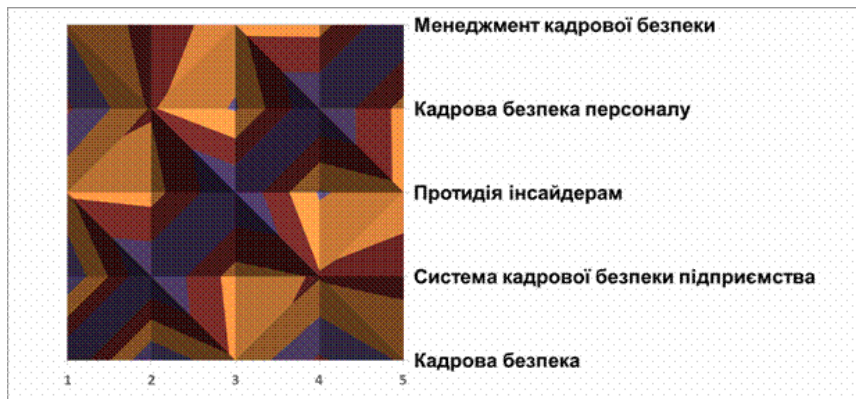 Менеджмент кадрової безпеки
Кадрова безпека персоналу
Протидія інсайдерам
Система кадрової безпеки підприємства
Кадрова безпека
1 2 3 4 5